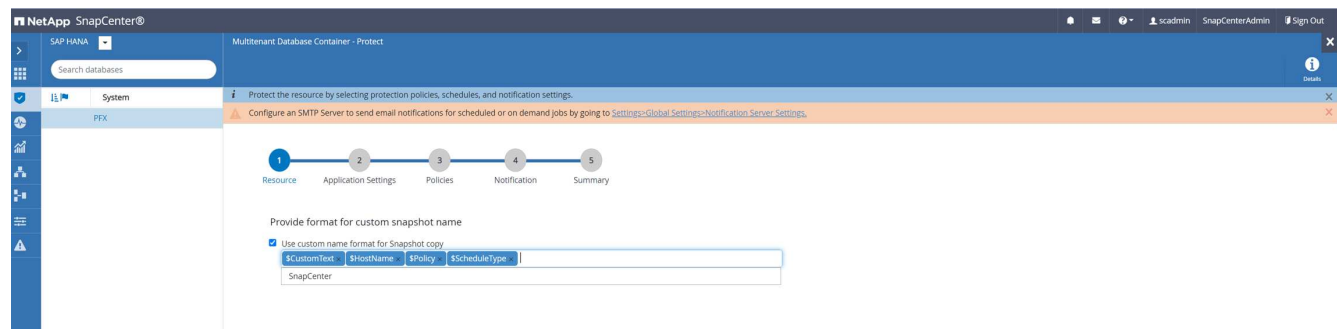 NetApp SnapCenter®
scadmin SnapCenterAdmin Sign Out
SAP HANA
Multitenant Database Container - Protect
Search databases
Details
System
PFX
Protect the resource by selecting protection policies, schedules, and notification settings.
Configure an SMTP Server to send email notifications for scheduled or on demand jobs by going to Settings>Global Settings>Notification Server Settings.
1 2 3 4 5
Resource Application Settings Policies Notification Summary
Provide format for custom snapshot name
Use custom name format for Snapshot copy
$CustomText × $HostName × $Policy × $ScheduleType ×
SnapCenter